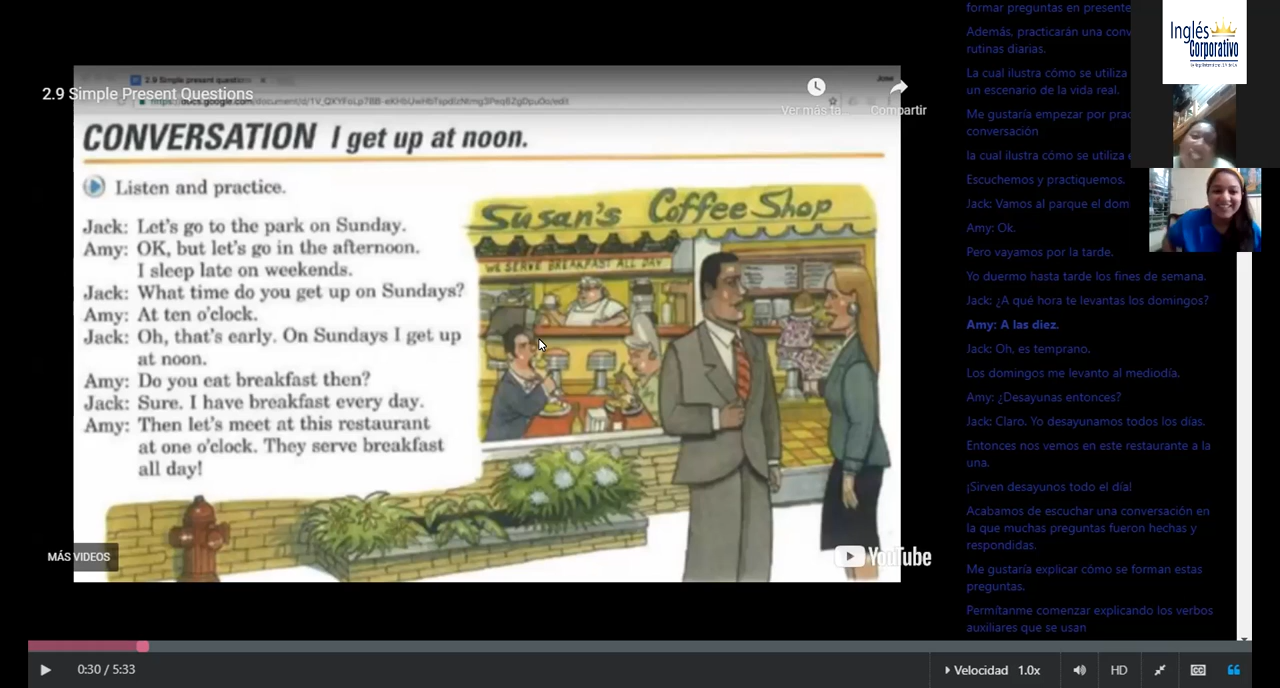 2.9 Simple present questions
2.9 Simple Present Questions
Ver más ta...
Compartir
CONVERSATION I get up at noon.
Listen and practice.
Jack: Let's go to the park on Sunday.
Amy: OK, but let's go in the afternoon.
I sleep late on weekends.
Jack: What time do you get up on Sundays?
Amy: At ten o'clock.
Jack: Oh, that's early. On Sundays I get up
at noon.
Amy: Do you eat breakfast then?
Jack: Sure. I have breakfast every day.
Amy: Then let's meet at this restaurant
at one o'clock. They serve breakfast
all day!
Susan's Coffee Shop
WE SERVE BREAKFAST ALL DAY
MÁS VIDEOS
YouTube
0:30 / 5:33
Velocidad 1.0x
HD
CC
formar preguntas en presente
Además, practicarán una conv
rutinas diarias.
La cual ilustra cómo se utiliza
un escenario de la vida real.
Me gustaría empezar por prac
conversación
la cual ilustra cómo se utiliza
Escuchemos y practiquemos.
Jack: Vamos al parque el dom
Amy: Ok.
Pero vayamos por la tarde.
Yo duermo hasta tarde los fines de semana.
Jack: ¿A qué hora te levantas los domingos?
Amy: A las diez.
Jack: Oh, es temprano.
Los domingos me levanto al mediodía.
Amy: ¿Desayunas entonces?
Jack: Claro. Yo desayunamos todos los días.
Entonces nos vemos en este restaurante a la
una.
¡Sirven desayunos todo el día!
Acabamos de escuchar una conversación en
la que muchas preguntas fueron hechas y
respondidas.
Me gustaría explicar cómo se forman estas
preguntas.
Permítanme comenzar explicando los verbos
auxiliares que se usan
Inglés
Corporativo